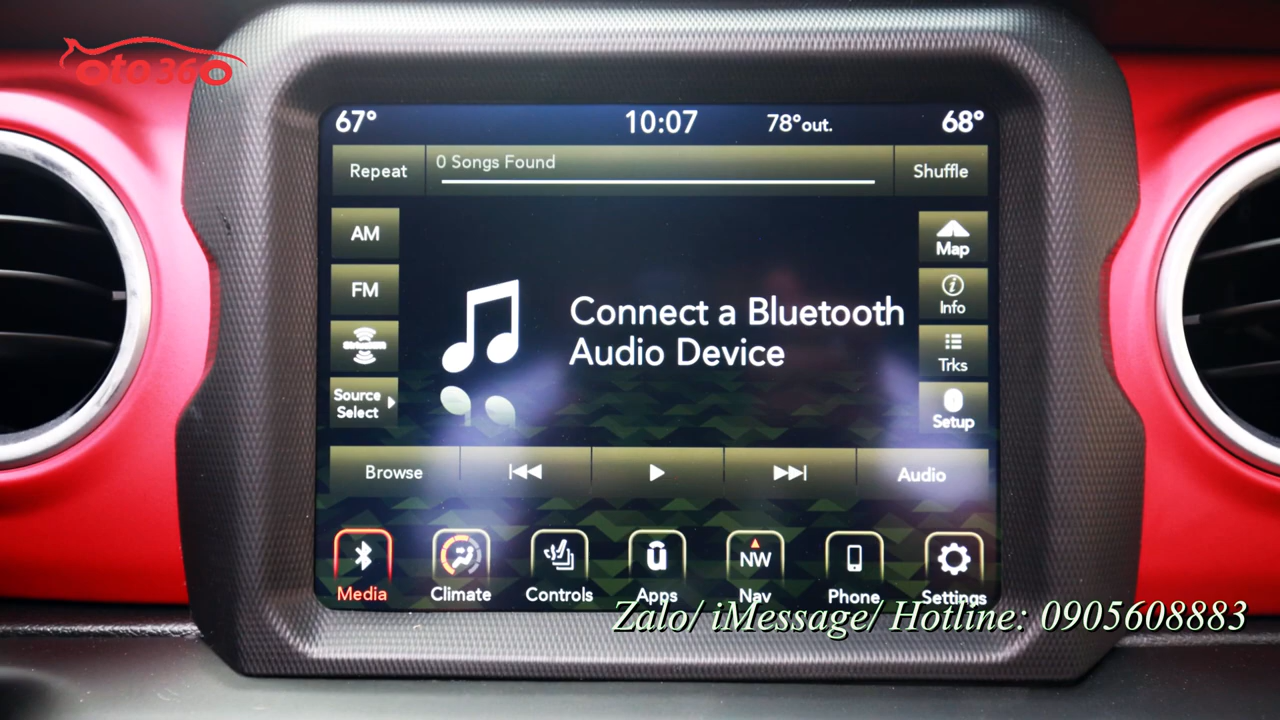 oto360
67° 10:07 78°out. 68°
Repeat 0 Songs Found Shuffle
AM
FM
Source
Select
Connect a Bluetooth
Audio Device
Map
Info
Trks
Setup
Browse Audio
NW
Media Climate Controls Apps Nav Phone Settings
Zalo/ iMessage/ Hotline: 0905608883